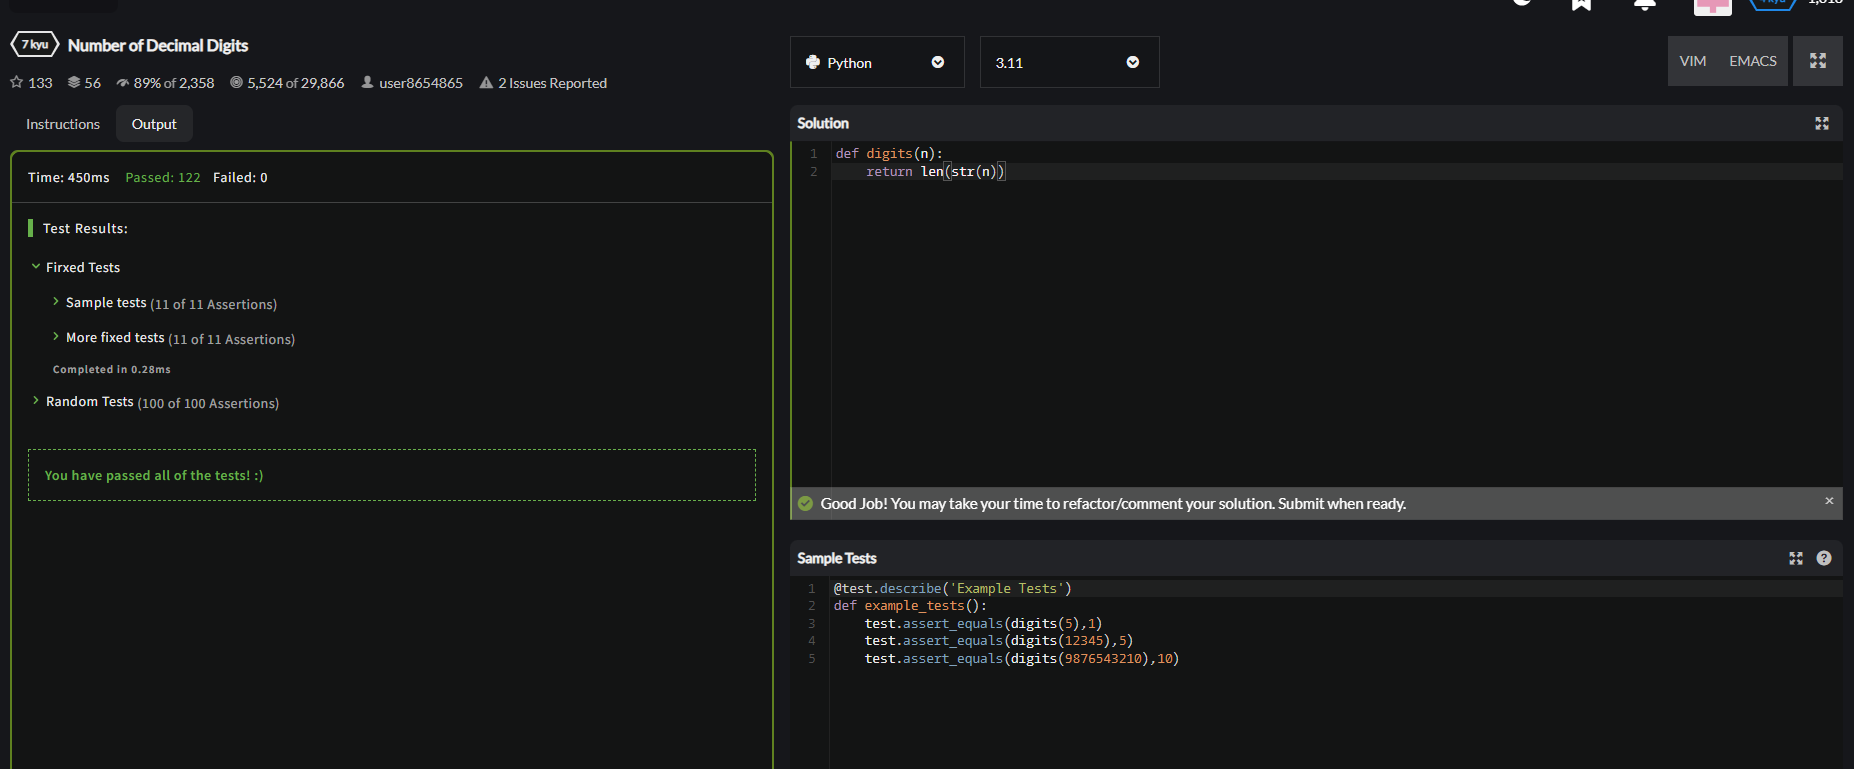 7 kyu Number of Decimal Digits
133 56 89% of 2,358 5,524 of 29,866 user8654865 2 Issues Reported
Instructions Output
Time: 450ms Passed: 122 Failed: 0
Test Results:
Firxed Tests
Sample tests (11 of 11 Assertions)
More fixed tests (11 of 11 Assertions)
Completed in 0.28ms
Random Tests (100 of 100 Assertions)
You have passed all of the tests! :)
Python 3.11 VIM EMACS
Solution
1 def digits(n):
2     return len(str(n))
Good Job! You may take your time to refactor/comment your solution. Submit when ready. ×
Sample Tests ?
1 @test.describe('Example Tests')
2 def example_tests():
3     test.assert_equals(digits(5),1)
4     test.assert_equals(digits(12345),5)
5     test.assert_equals(digits(9876543210),10)